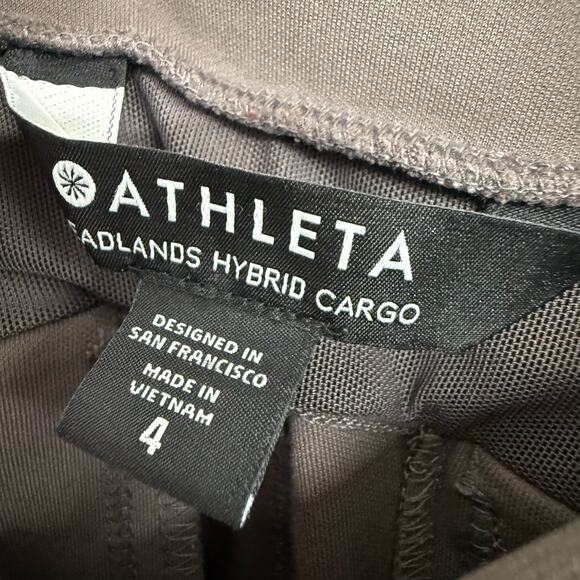 ATHLETA
EADLANDS HYBRID CARGO
DESIGNED IN
SAN FRANCISCO
MADE IN
VIETNAM
4